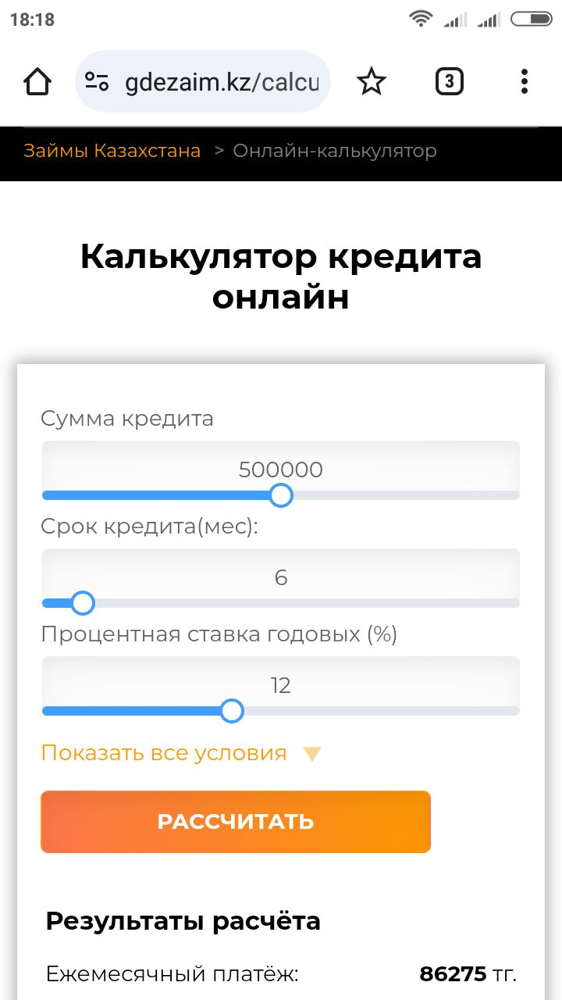 18:18
gdezaim.kz/calcu
3
Займы Казахстана > Онлайн-калькулятор
Калькулятор кредита
онлайн
Сумма кредита
500000
Срок кредита(мес):
6
Процентная ставка годовых (%)
12
Показать все условия
РАССЧИТАТЬ
Результаты расчёта
Ежемесячный платёж: 86275 тг.